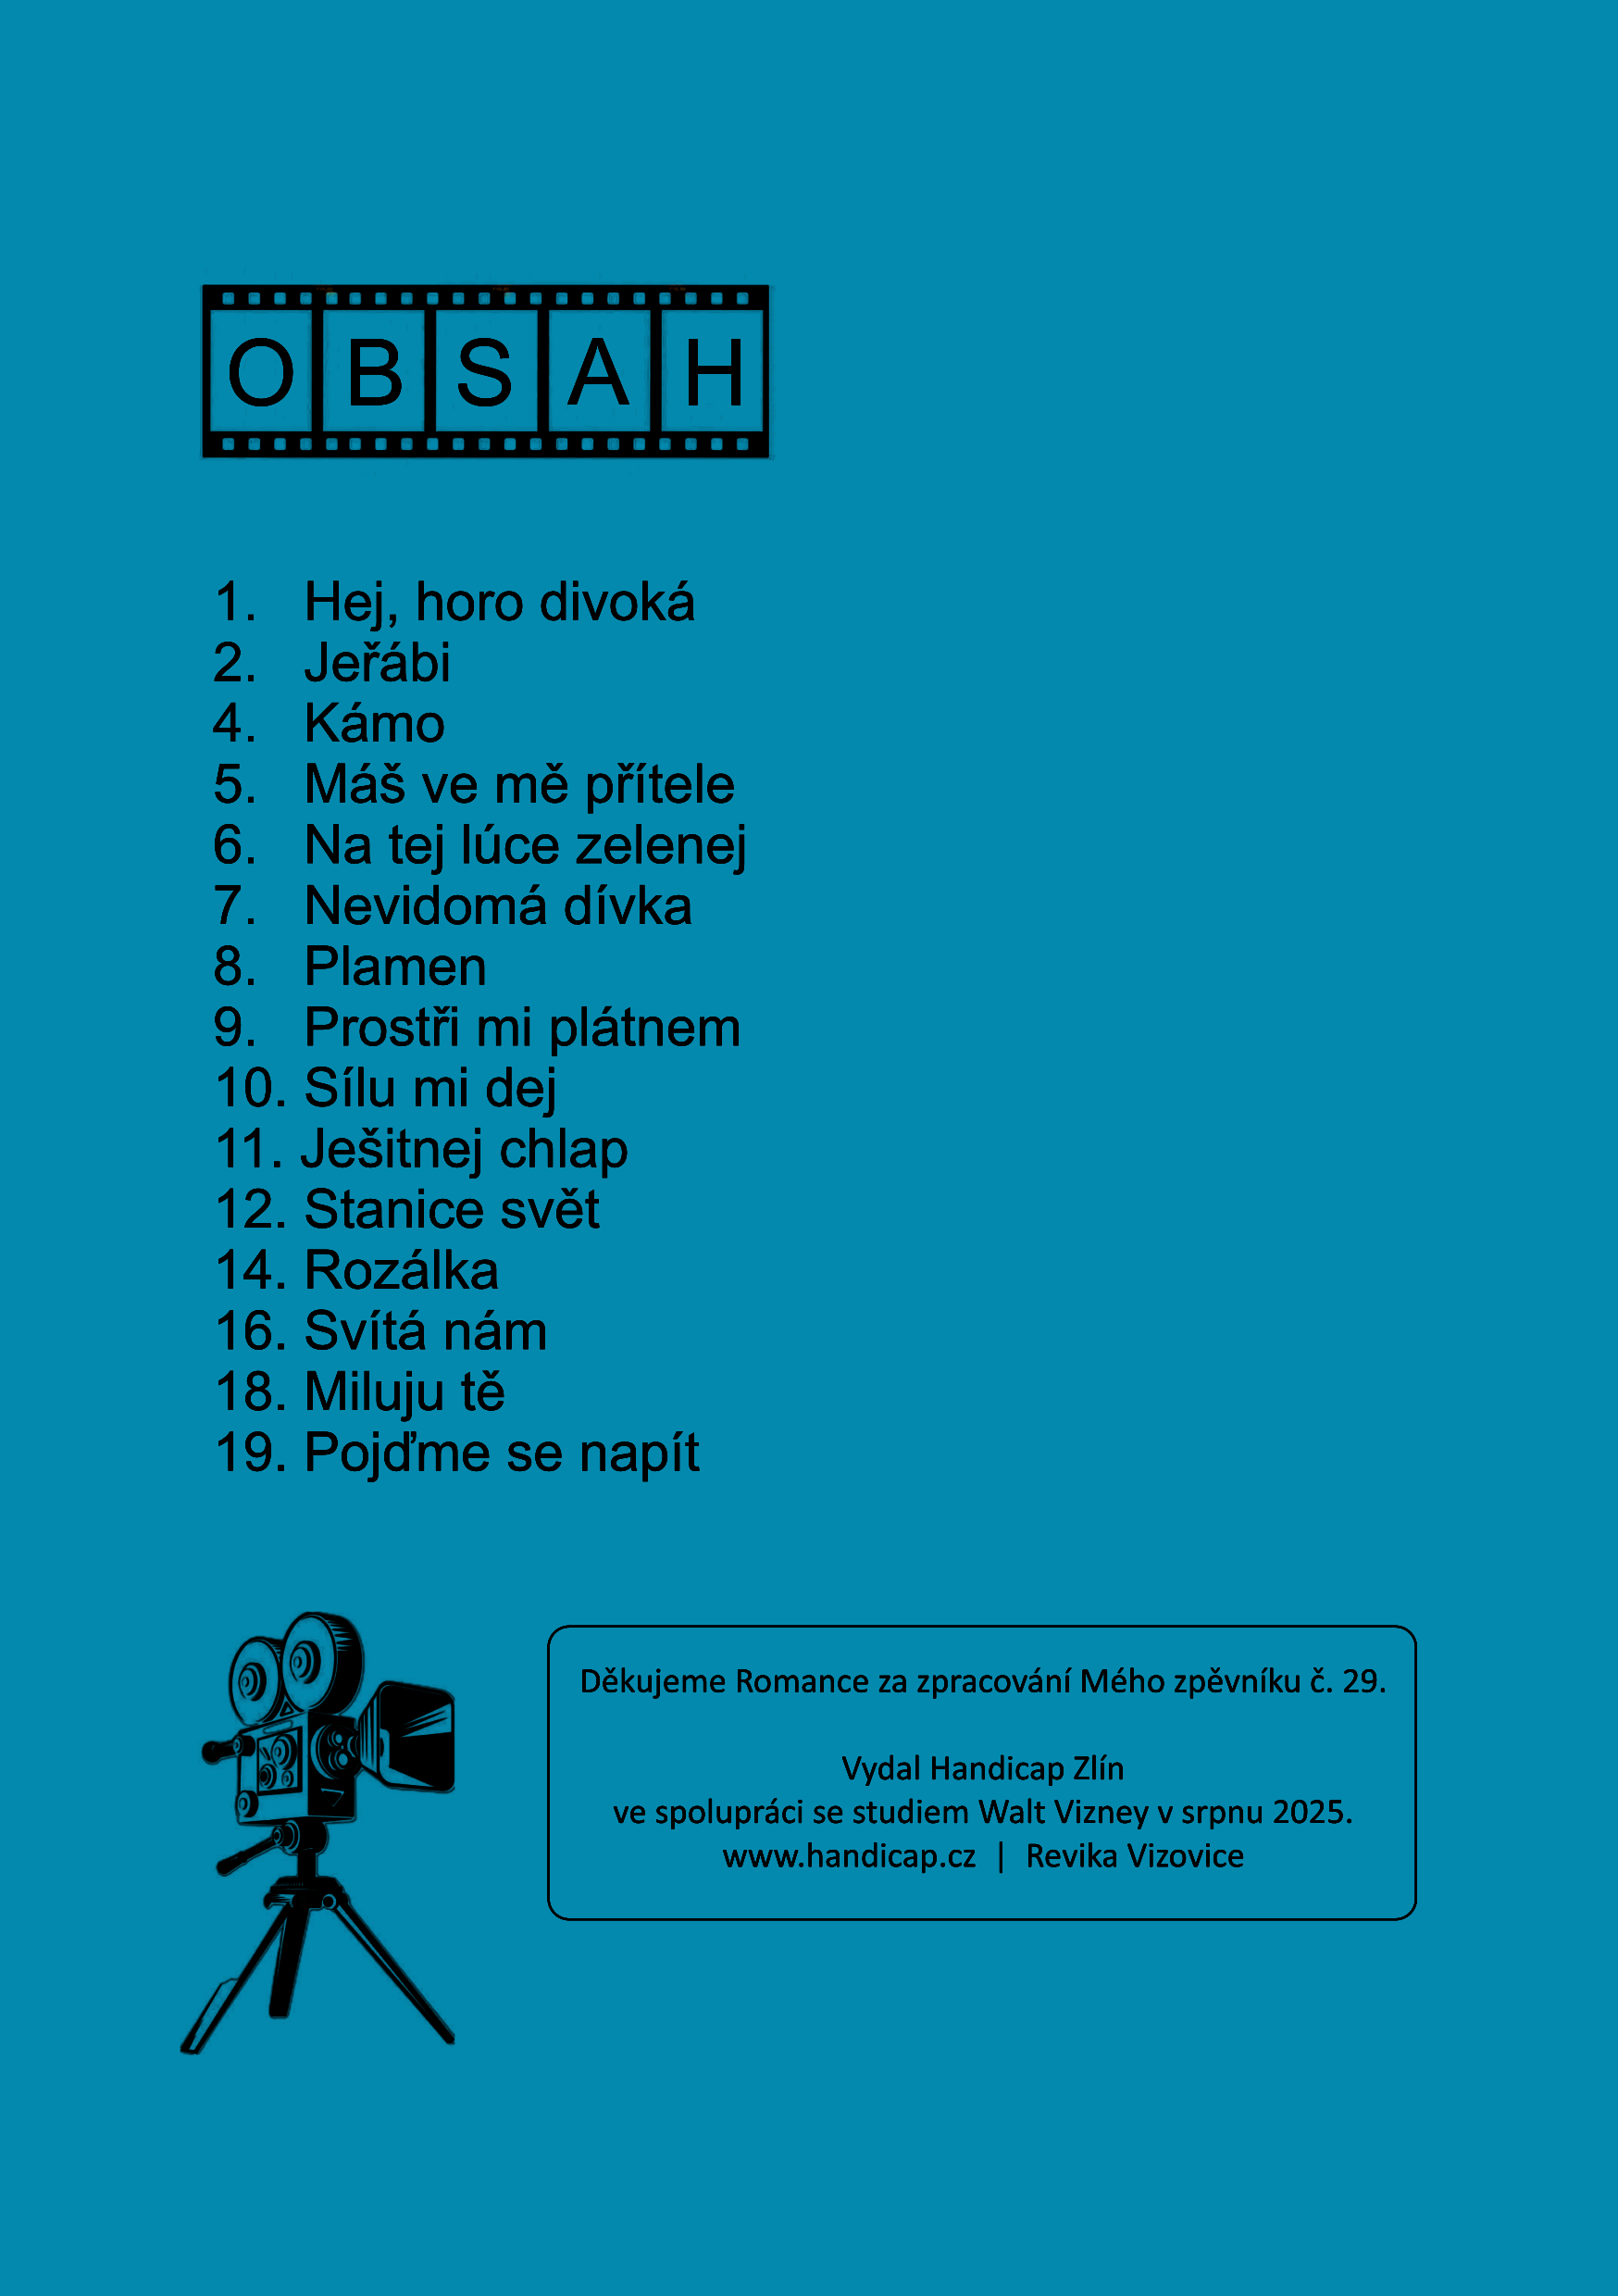 OBSAH
1. Hej, horo divoká
2. Jeřábi
4. Kámo
5. Máš ve mě přítele
6. Na tej lúce zelenej
7. Nevidomá dívka
8. Plamen
9. Prostři mi plátnem
10. Sílu mi dej
11. Ješitnej chlap
12. Stanice svět
14. Rozálka
16. Svítá nám
18. Miluju tě
19. Pojďme se napít
Děkujeme Romance za zpracování Mého zpěvníku č. 29.
Vydal Handicap Zlín
ve spolupráci se studiem Walt Vizney v srpnu 2025.
www.handicap.cz | Revika Vizovice